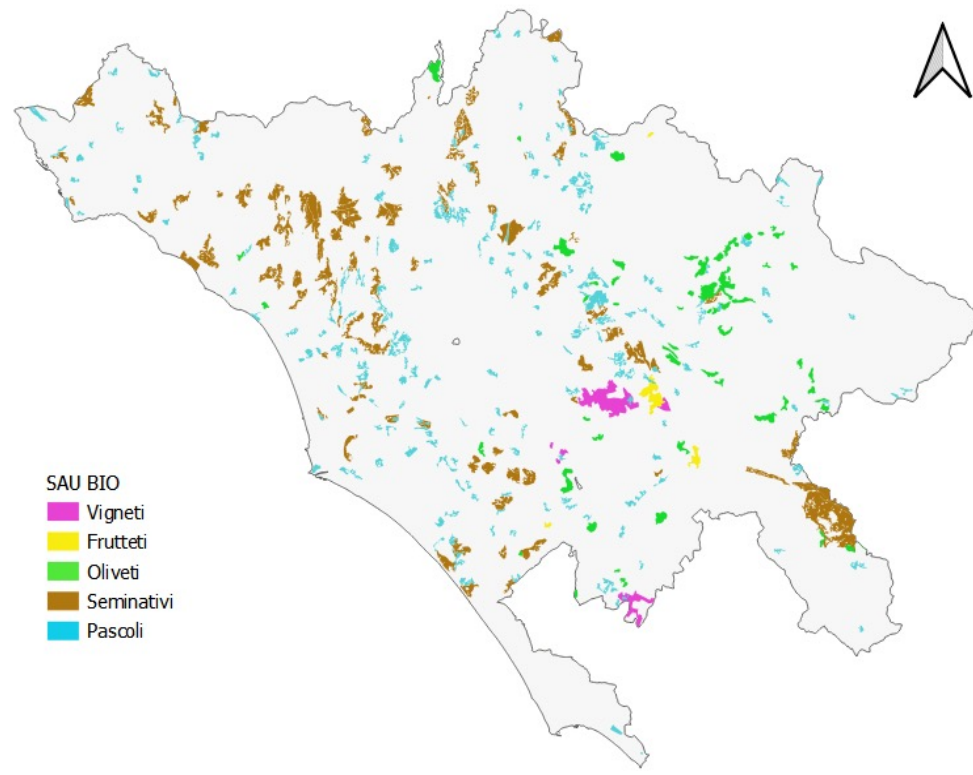 SAU BIO
Vigneti
Frutteti
Oliveti
Seminativi
Pascoli